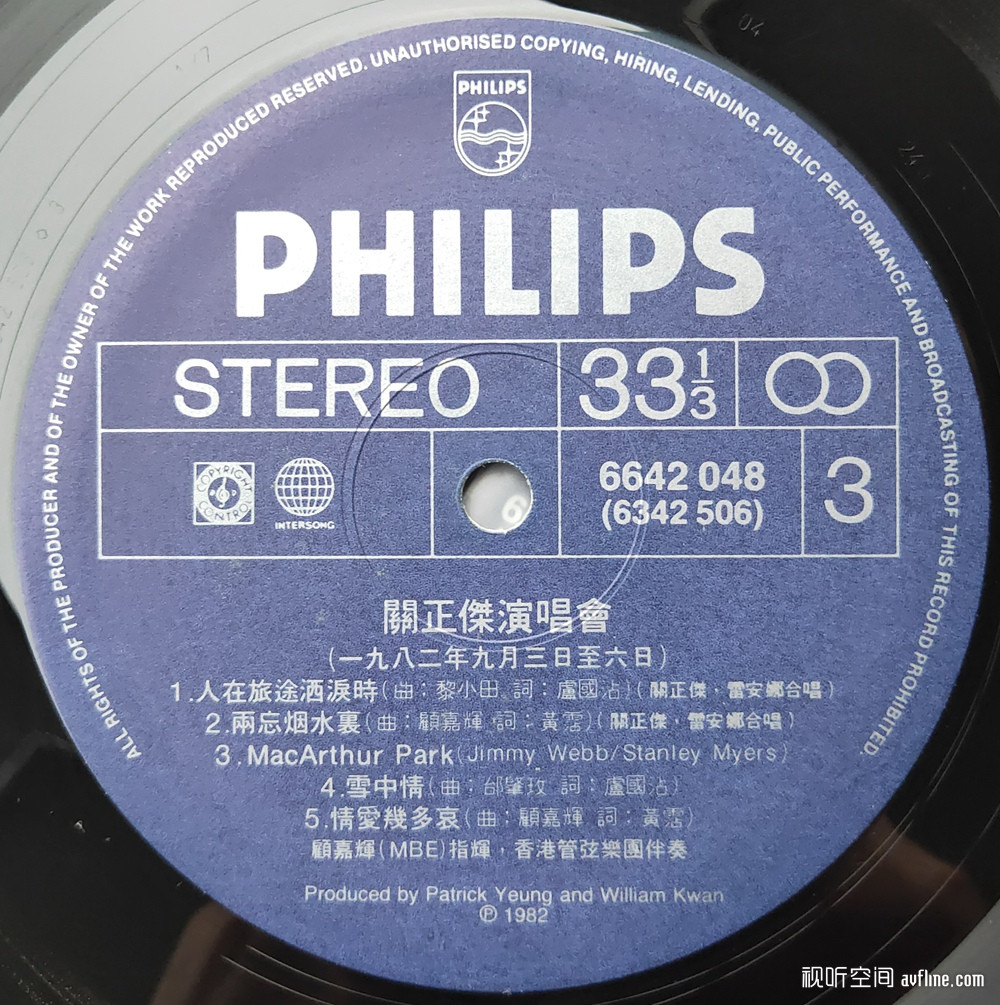 ALL RIGHTS OF THE PRODUCER AND OF THE OWNER OF THE WORK REPRODUCED RESERVED. UNAUTHORISED COPYING, HIRING, LENDING, PUBLIC PERFORMANCE AND BROADCASTING OF THIS RECORD PROHIBITED
PHILIPS
PHILIPS
STEREO 33 1/3
COPYRIGHT CONTROL INTERSONG 6642 048 3
(6342 506)
關正傑演唱會
(一九八二年九月三日至六日)
1.人在旅途洒淚時(曲：黎小田 詞：盧國沾)(關正傑，雷安娜合唱)
2.兩忘烟水裏(曲：顧嘉輝 詞：黃霑)(關正傑，雷安娜合唱)
3.MacArthur Park(Jimmy Webb/Stanley Myers)
4.雪中情(曲：邰肇玫 詞：盧國沾)
5.情愛幾多哀(曲：顧嘉輝 詞：黃霑)
顧嘉輝(MBE)指輝，香港管弦樂團伴奏
Produced by Patrick Yeung and William Kwan
℗ 1982
视听空间 avfline.com